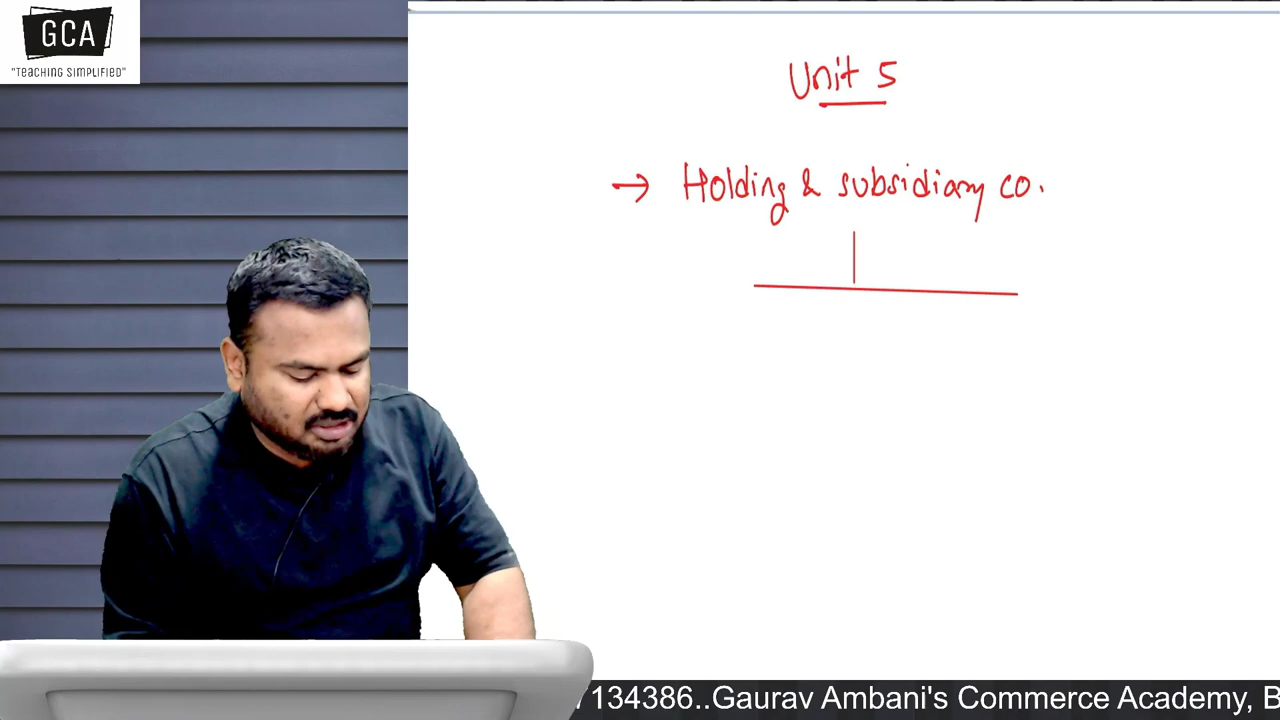 GCA
"TEACHING SIMPLIFIED"
Unit 5
→ Holding & subsidiary co.
134386..Gaurav Ambani's Commerce Academy, B